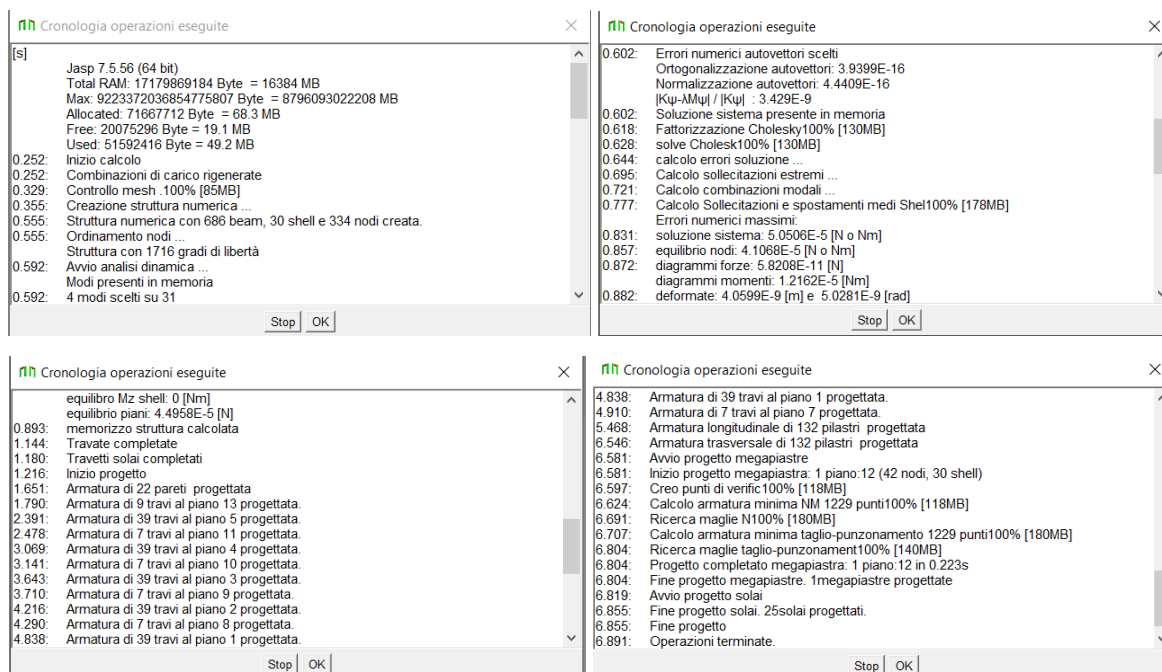 Cronologia operazioni eseguite
[s]
Jasp 7.5.56 (64 bit)
Total RAM: 17179869184 Byte = 16384 MB
Max: 9223372036854775807 Byte = 8796093022208 MB
Allocated: 71667712 Byte = 68.3 MB
Free: 20075296 Byte = 19.1 MB
Used: 51592416 Byte = 49.2 MB
0.252: Inizio calcolo
0.252: Combinazioni di carico rigenerate
0.329: Controllo mesh .100% [85MB]
0.355: Creazione struttura numerica ...
0.555: Struttura numerica con 686 beam, 30 shell e 334 nodi creata.
0.555: Ordinamento nodi ...
Struttura con 1716 gradi di libertà
0.592: Avvio analisi dinamica ...
Modi presenti in memoria
0.592: 4 modi scelti su 31
Stop OK
Cronologia operazioni eseguite
0.602: Errori numerici autovettori scelti
Ortogonalizzazione autovettori: 3.9399E-16
Normalizzazione autovettori: 4.4409E-16
|Kψ-λMψ| / |Kψ| : 3.429E-9
0.602: Soluzione sistema presente in memoria
0.618: Fattorizzazione Cholesky100% [130MB]
0.628: solve Cholesk100% [130MB]
0.644: calcolo errori soluzione ...
0.695: Calcolo sollecitazioni estremi ...
0.721: Calcolo combinazioni modali ...
0.777: Calcolo Sollecitazioni e spostamenti medi Shel100% [178MB]
Errori numerici massimi:
0.831: soluzione sistema: 5.0506E-5 [N o Nm]
0.857: equilibrio nodi: 4.1068E-5 [N o Nm]
0.872: diagrammi forze: 5.8208E-11 [N]
diagrammi momenti: 1.2162E-5 [Nm]
0.882: deformate: 4.0599E-9 [m] e 5.0281E-9 [rad]
Stop OK
Cronologia operazioni eseguite
equilibro Mz shell: 0 [Nm]
equilibrio piani: 4.4958E-5 [N]
0.893: memorizzo struttura calcolata
1.144: Travate completate
1.180: Travetti solai completati
1.216: Inizio progetto
1.651: Armatura di 22 pareti progettata
1.790: Armatura di 9 travi al piano 13 progettata.
2.391: Armatura di 39 travi al piano 5 progettata.
2.478: Armatura di 7 travi al piano 11 progettata.
3.069: Armatura di 39 travi al piano 4 progettata.
3.141: Armatura di 7 travi al piano 10 progettata.
3.643: Armatura di 39 travi al piano 3 progettata.
3.710: Armatura di 7 travi al piano 9 progettata.
4.216: Armatura di 39 travi al piano 2 progettata.
4.290: Armatura di 7 travi al piano 8 progettata.
4.838: Armatura di 39 travi al piano 1 progettata.
Stop OK
Cronologia operazioni eseguite
4.838: Armatura di 39 travi al piano 1 progettata.
4.910: Armatura di 7 travi al piano 7 progettata.
5.468: Armatura longitudinale di 132 pilastri progettata
6.546: Armatura trasversale di 132 pilastri progettata
6.581: Avvio progetto megapiastre
6.581: Inizio progetto megapiastra: 1 piano:12 (42 nodi, 30 shell)
6.597: Creo punti di verific100% [118MB]
6.624: Calcolo armatura minima NM 1229 punti100% [118MB]
6.691: Ricerca maglie N100% [180MB]
6.707: Calcolo armatura minima taglio-punzonamento 1229 punti100% [180MB]
6.804: Ricerca maglie taglio-punzonament100% [140MB]
6.804: Progetto completato megapiastra: 1 piano:12 in 0.223s
6.804: Fine progetto megapiastre. 1megapiastre progettate
6.819: Avvio progetto solai
6.855: Fine progetto solai. 25solai progettati.
6.855: Fine progetto
6.891: Operazioni terminate.
Stop OK